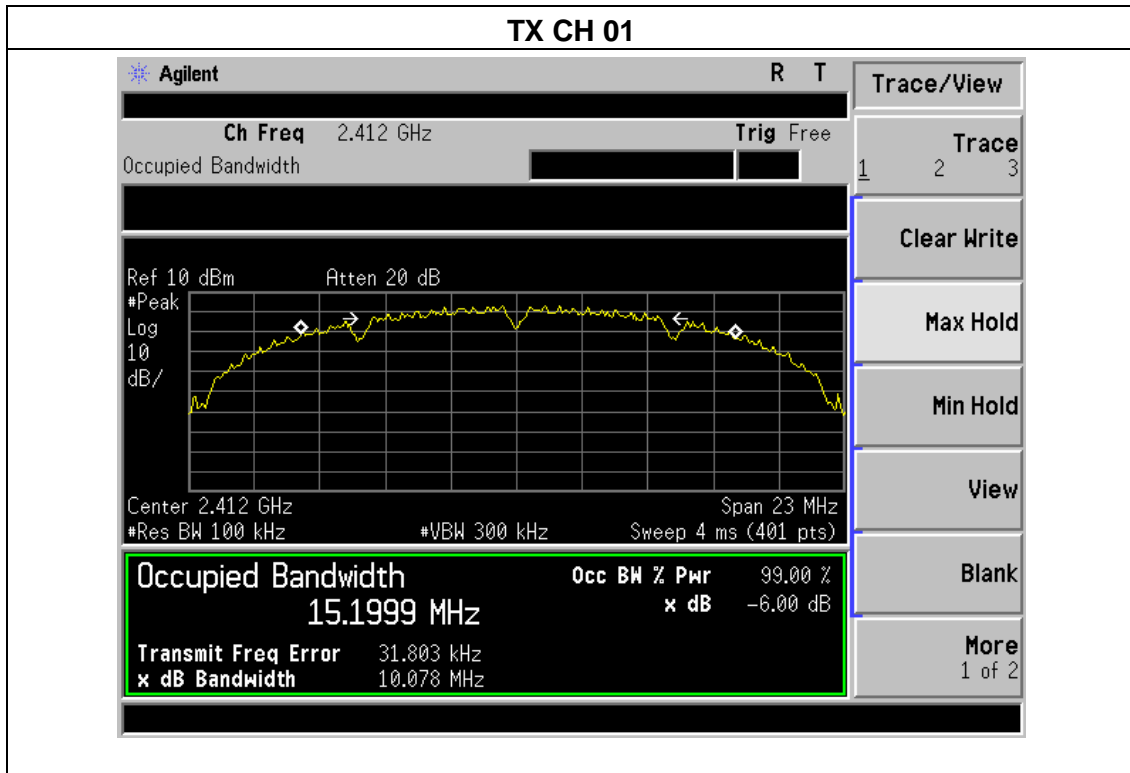 TX CH 01
Agilent R T
Trace/View
Ch Freq 2.412 GHz Trig Free
Occupied Bandwidth
Trace
1 2 3
Clear Write
Ref 10 dBm Atten 20 dB
#Peak
Log
10
dB/
Max Hold
Min Hold
View
Center 2.412 GHz Span 23 MHz
#Res BW 100 kHz #VBW 300 kHz Sweep 4 ms (401 pts)
Occupied Bandwidth Occ BW % Pwr 99.00 %
15.1999 MHz x dB -6.00 dB
Blank
Transmit Freq Error 31.803 kHz
x dB Bandwidth 10.078 MHz
More
1 of 2